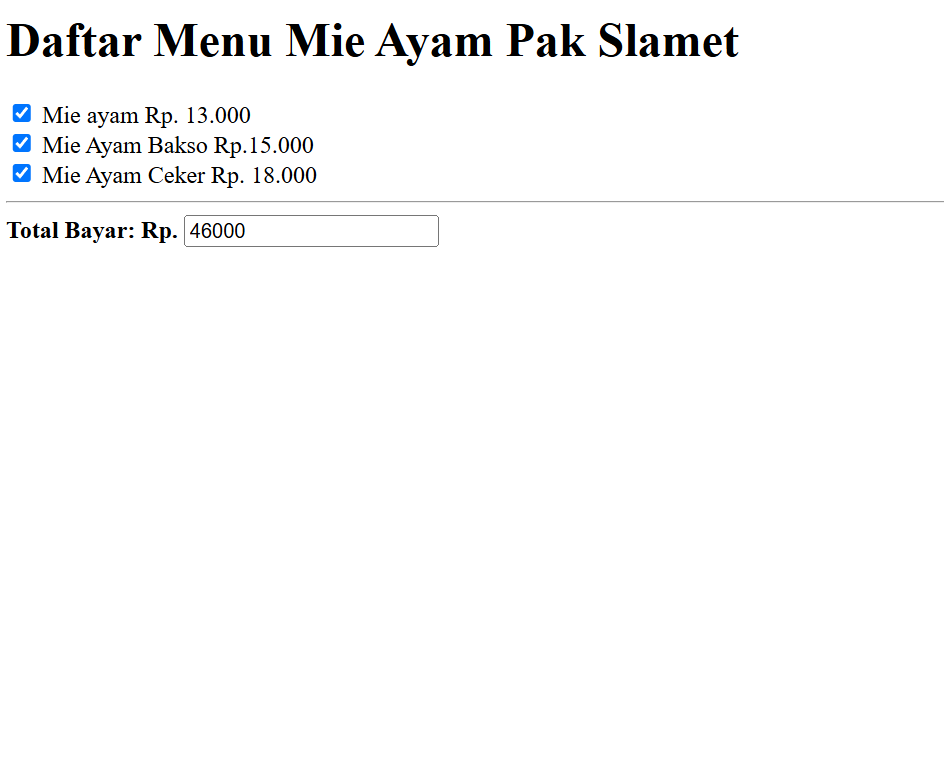 Daftar Menu Mie Ayam Pak Slamet
Mie ayam Rp. 13.000
Mie Ayam Bakso Rp.15.000
Mie Ayam Ceker Rp. 18.000
Total Bayar: Rp. 46000